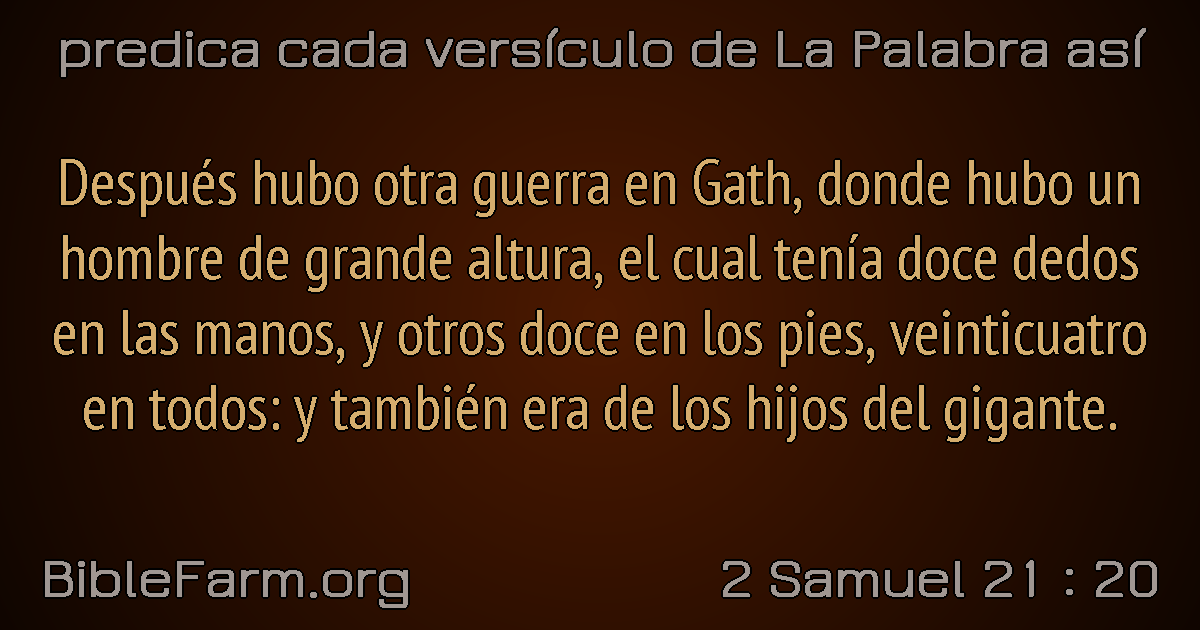 predica cada versículo de La Palabra así
Después hubo otra guerra en Gath, donde hubo un
hombre de grande altura, el cual tenía doce dedos
en las manos, y otros doce en los pies, veinticuatro
en todos: y también era de los hijos del gigante.
BibleFarm.org
2 Samuel 21 : 20